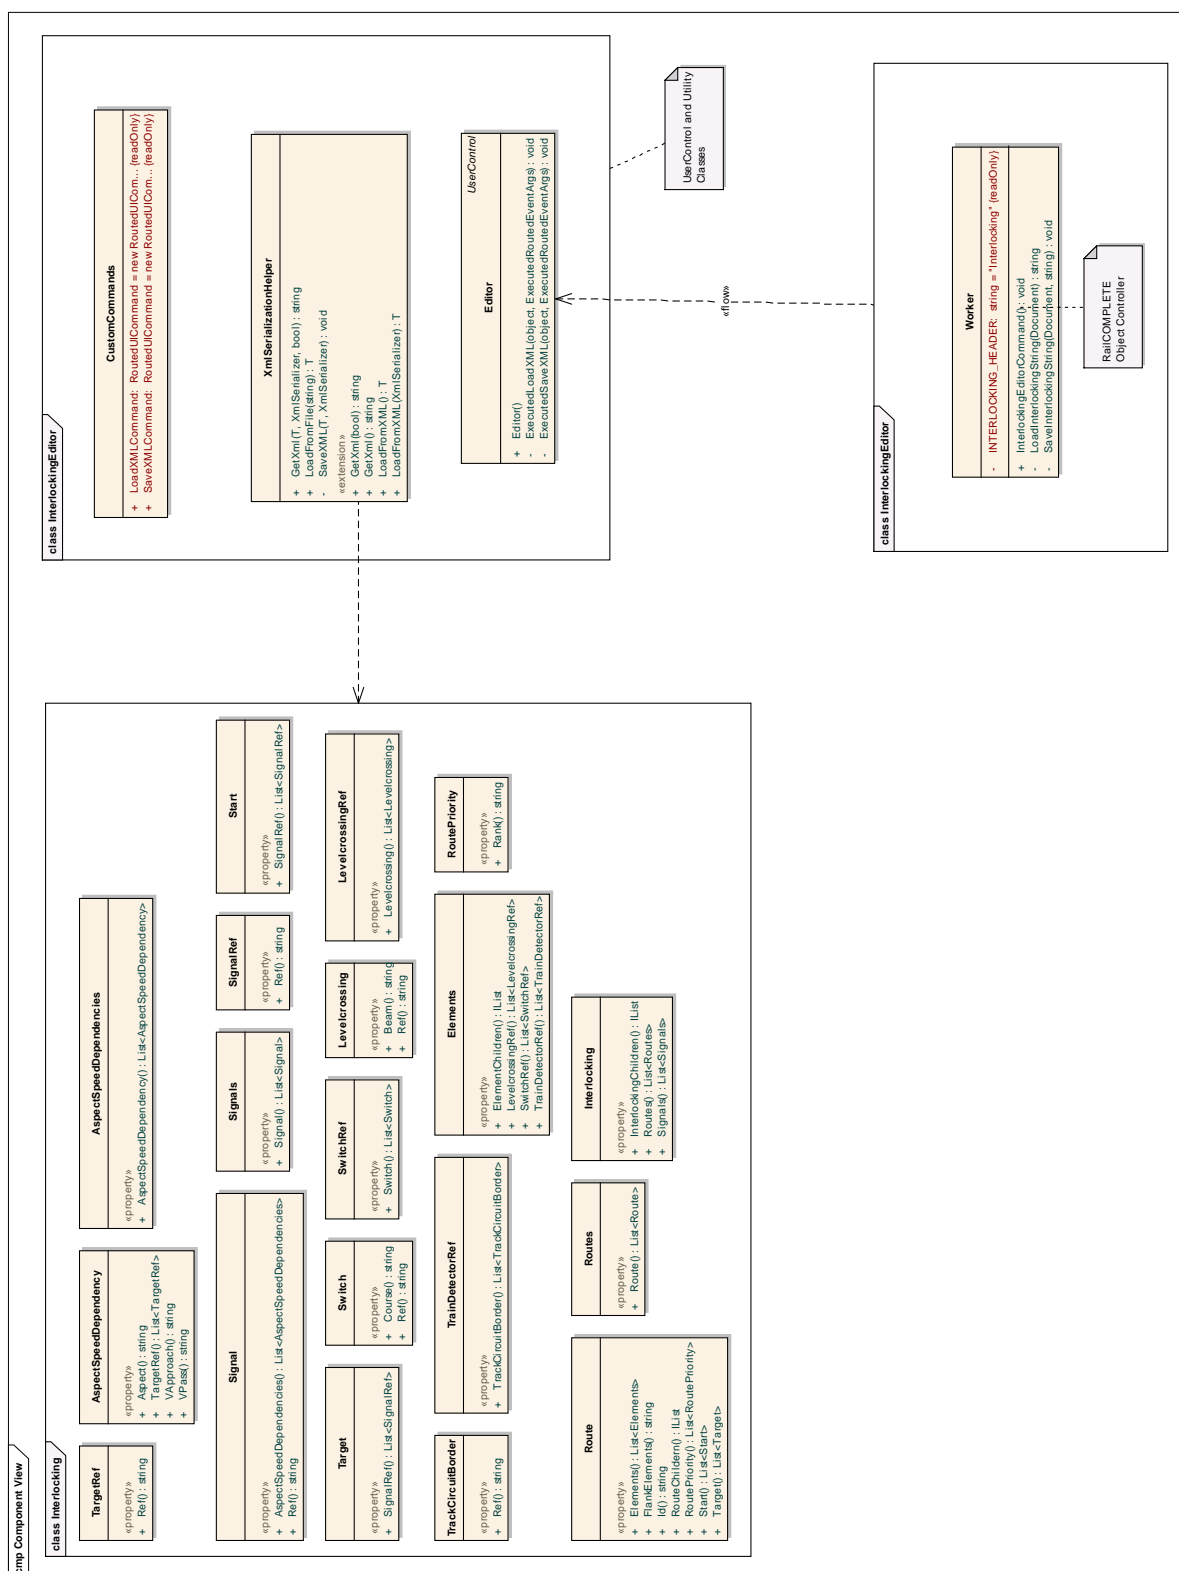 cmp Component View
class Interlocking
TargetRef
«property»
+ Ref() : string
AspectSpeedDependency
«property»
+ Aspect() : string
+ TargetRef() : List<TargetRef>
+ VApproach() : string
+ VPass() : string
AspectSpeedDependencies
«property»
+ AspectSpeedDependency() : List<AspectSpeedDependency>
Signal
«property»
+ AspectSpeedDependencies() : List<AspectSpeedDependencies>
+ Ref() : string
Signals
«property»
+ Signal() : List<Signal>
SignalRef
«property»
+ Ref() : string
Start
«property»
+ SignalRef() : List<SignalRef>
Target
«property»
+ SignalRef() : List<SignalRef>
Switch
«property»
+ Course() : string
+ Ref() : string
SwitchRef
«property»
+ Switch() : List<Switch>
Levelcrossing
«property»
+ Beam() : string
+ Ref() : string
LevelcrossingRef
«property»
+ Levelcrossing() : List<Levelcrossing>
TrackCircuitBorder
«property»
+ Ref() : string
TrainDetectorRef
«property»
+ TrackCircuitBorder() : List<TrackCircuitBorder>
Elements
«property»
+ ElementChildren() : IList
+ LevelcrossingRef() : List<LevelcrossingRef>
+ SwitchRef() : List<SwitchRef>
+ TrainDetectorRef() : List<TrainDetectorRef>
RoutePriority
«property»
+ Rank() : string
Route
«property»
+ Elements() : List<Elements>
+ FlankElements() : string
+ Id() : string
+ RouteChildern() : IList
+ RoutePriority() : List<RoutePriority>
+ Start() : List<Start>
+ Target() : List<Target>
Routes
«property»
+ Route() : List<Route>
Interlocking
«property»
+ InterlockingChildren() : IList
+ Routes() : List<Routes>
+ Signals() : List<Signals>
class InterlockingEditor
CustomCommands
+ LoadXMLCommand: RoutedUICommand = new RoutedUICom... {readOnly}
+ SaveXMLCommand: RoutedUICommand = new RoutedUICom... {readOnly}
XmlSerializationHelper
+ GetXml(T, XmlSerializer, bool) : string
+ LoadFromFile(string) : T
- SaveXML(T, XmlSerializer) : void
«extension»
+ GetXml(bool) : string
+ GetXml() : string
+ LoadFromXML() : T
+ LoadFromXML(XmlSerializer) : T
UserControl
Editor
+ Editor()
- ExecutedLoadXML(object, ExecutedRoutedEventArgs) : void
- ExecutedSaveXML(object, ExecutedRoutedEventArgs) : void
UserControl and Utility
Classes
«flow»
class InterlockingEditor
Worker
- INTERLOCKING_HEADER: string = "Interlocking" {readOnly}
+ InterlockingEditorCommand() : void
- LoadInterlockingString(Document) : string
- SaveInterlockingString(Document, string) : void
RailCOMPLETE
Object Controller